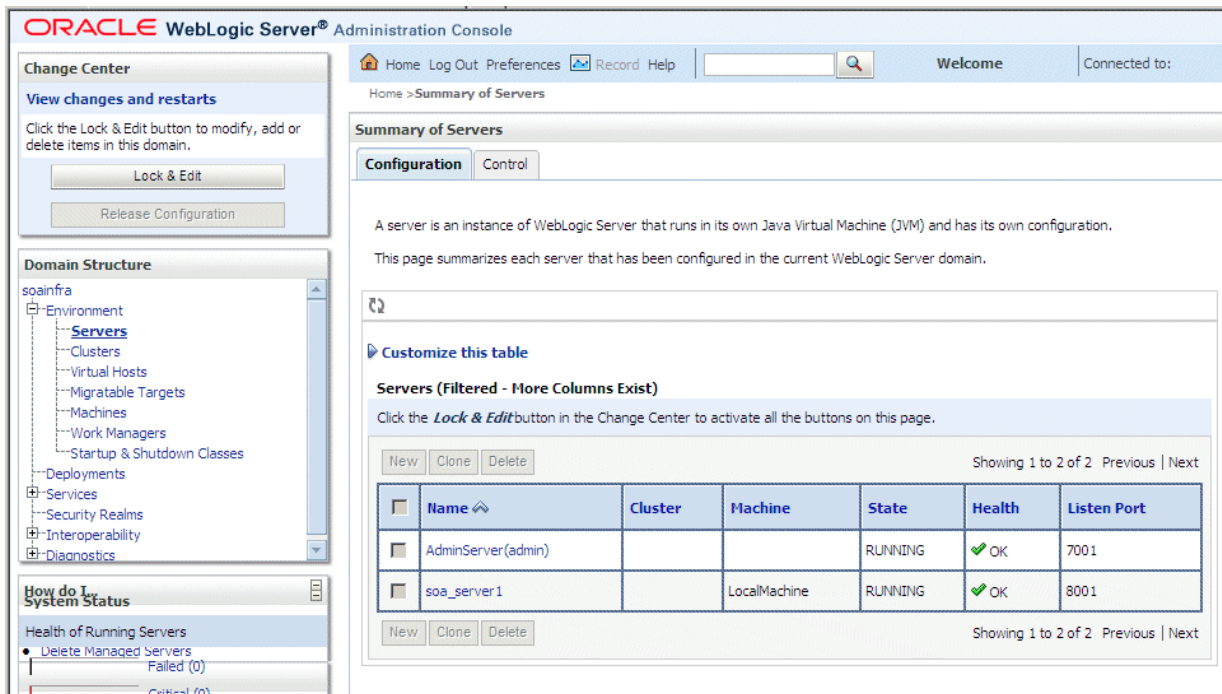 ORACLE WebLogic Server® Administration Console
Change Center
View changes and restarts
Click the Lock & Edit button to modify, add or
delete items in this domain.
Lock & Edit
Release Configuration
Domain Structure
soainfra
Environment
Servers
Clusters
Virtual Hosts
Migratable Targets
Machines
Work Managers
Startup & Shutdown Classes
Deployments
Services
Security Realms
Interoperability
Diagnostics
How do I...
System Status
Health of Running Servers
Delete Managed Servers
Failed (0)
Critical (0)
Home Log Out Preferences Record Help
Welcome
Connected to:
Home >Summary of Servers
Summary of Servers
Configuration Control
A server is an instance of WebLogic Server that runs in its own Java Virtual Machine (JVM) and has its own configuration.
This page summarizes each server that has been configured in the current WebLogic Server domain.
Customize this table
Servers (Filtered - More Columns Exist)
Click the Lock & Edit button in the Change Center to activate all the buttons on this page.
New Clone Delete Showing 1 to 2 of 2 Previous | Next
Name Cluster Machine State Health Listen Port
AdminServer(admin) RUNNING OK 7001
soa_server1 LocalMachine RUNNING OK 8001
New Clone Delete Showing 1 to 2 of 2 Previous | Next